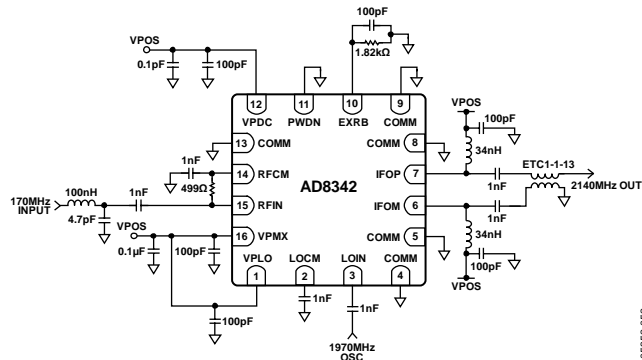 100pF
VPOS
1.82kΩ
0.1pF
100pF
12
11
10
9
VPDC
PWDN
EXRB
COMM
VPOS
100pF
13
COMM
COMM
8
34nH
1nF
14
RFCM
AD8342
IFOP
7
ETC1-1-13
499Ω
1nF
2140MHz OUT
170MHz
INPUT
100nH
1nF
15
RFIN
IFOM
6
1nF
4.7pF
VPOS
16
VPMX
COMM
5
34nH
0.1µF
100pF
VPLO
LOCM
LOIN
COMM
100pF
1
2
3
4
VPOS
1nF
1nF
100pF
1970MHz
OSC